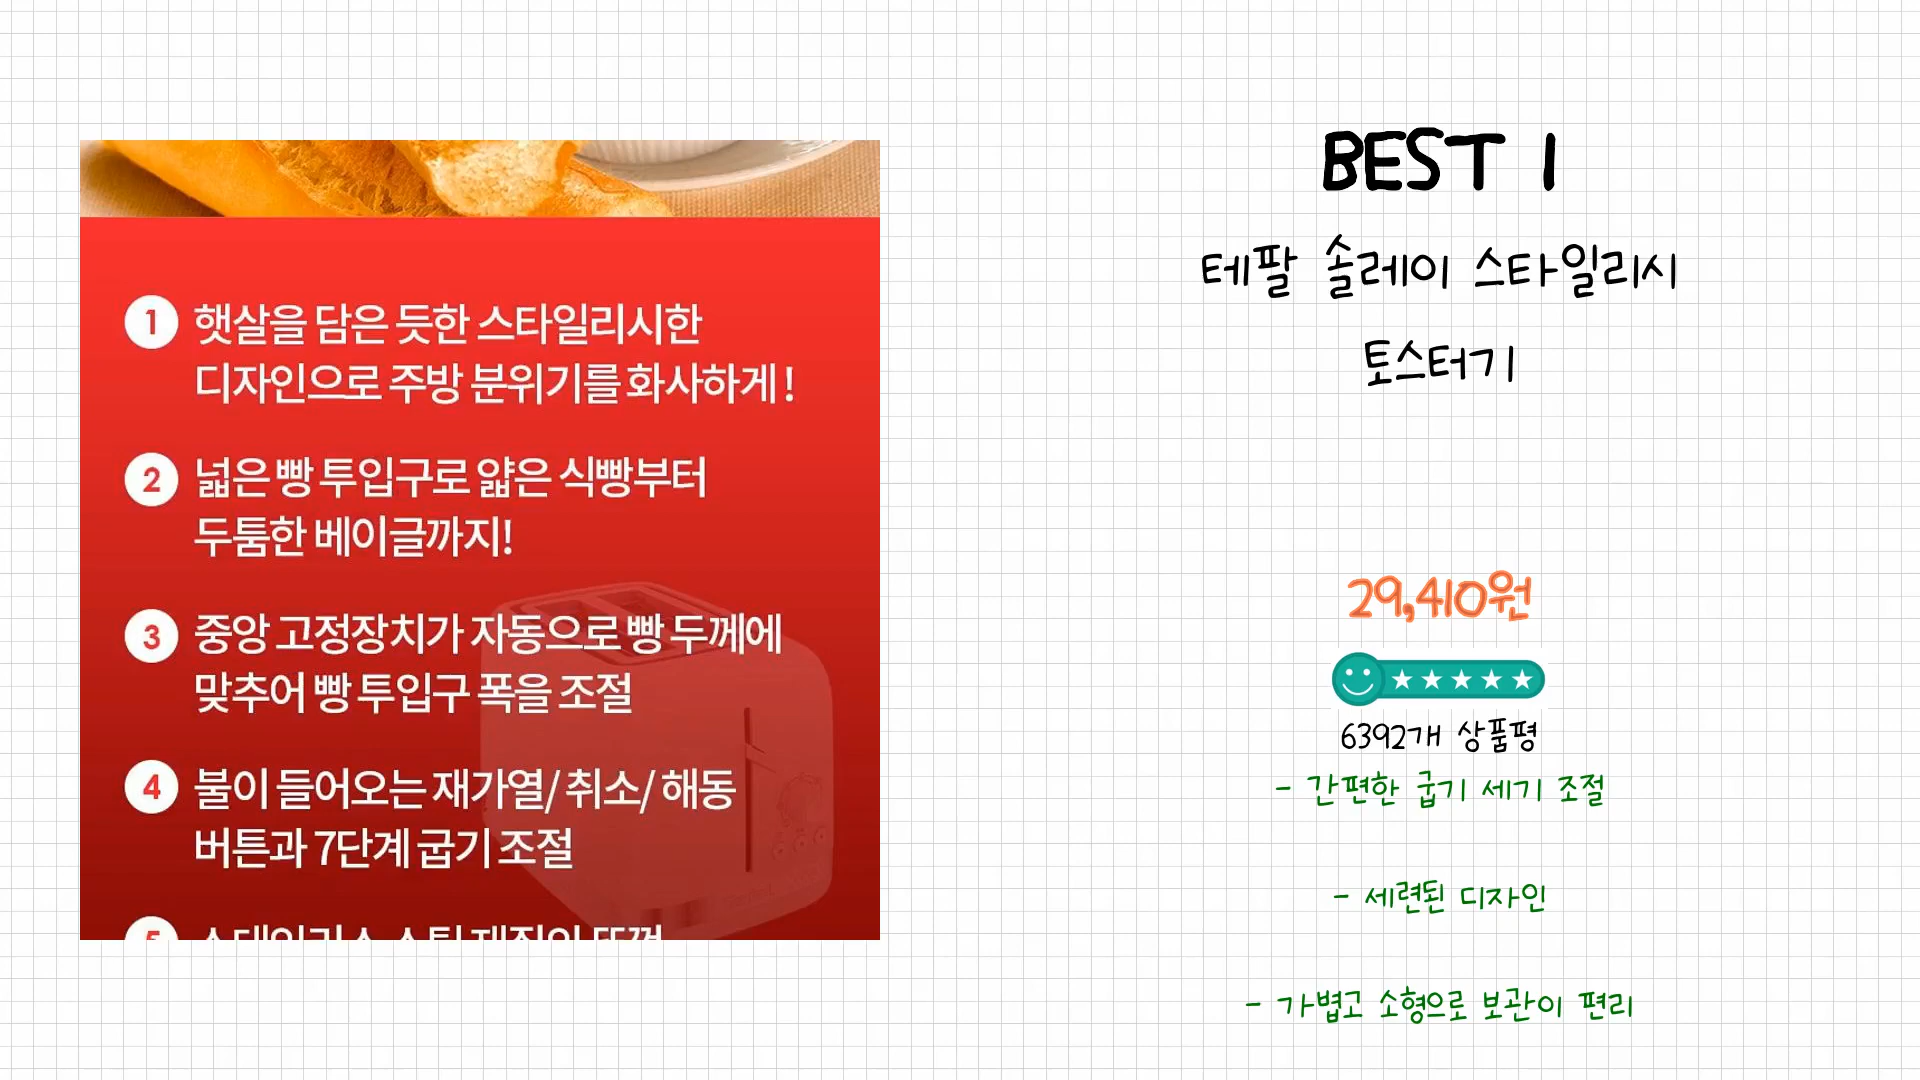 1 햇살을 담은 듯한 스타일리시한
디자인으로 주방 분위기를 화사하게!
2 넓은 빵 투입구로 얇은 식빵부터
두툼한 베이글까지!
3 중앙 고정장치가 자동으로 빵 두께에
맞추어 빵 투입구 폭을 조절
4 불이 들어오는 재가열/ 취소/ 해동
버튼과 7단계 굽기 조절
BEST 1
테팔 솔레이 스타일리시
토스터기
29,410원
6392개 상품평
- 간편한 굽기 세기 조절
- 세련된 디자인
- 가볍고 소형으로 보관이 편리